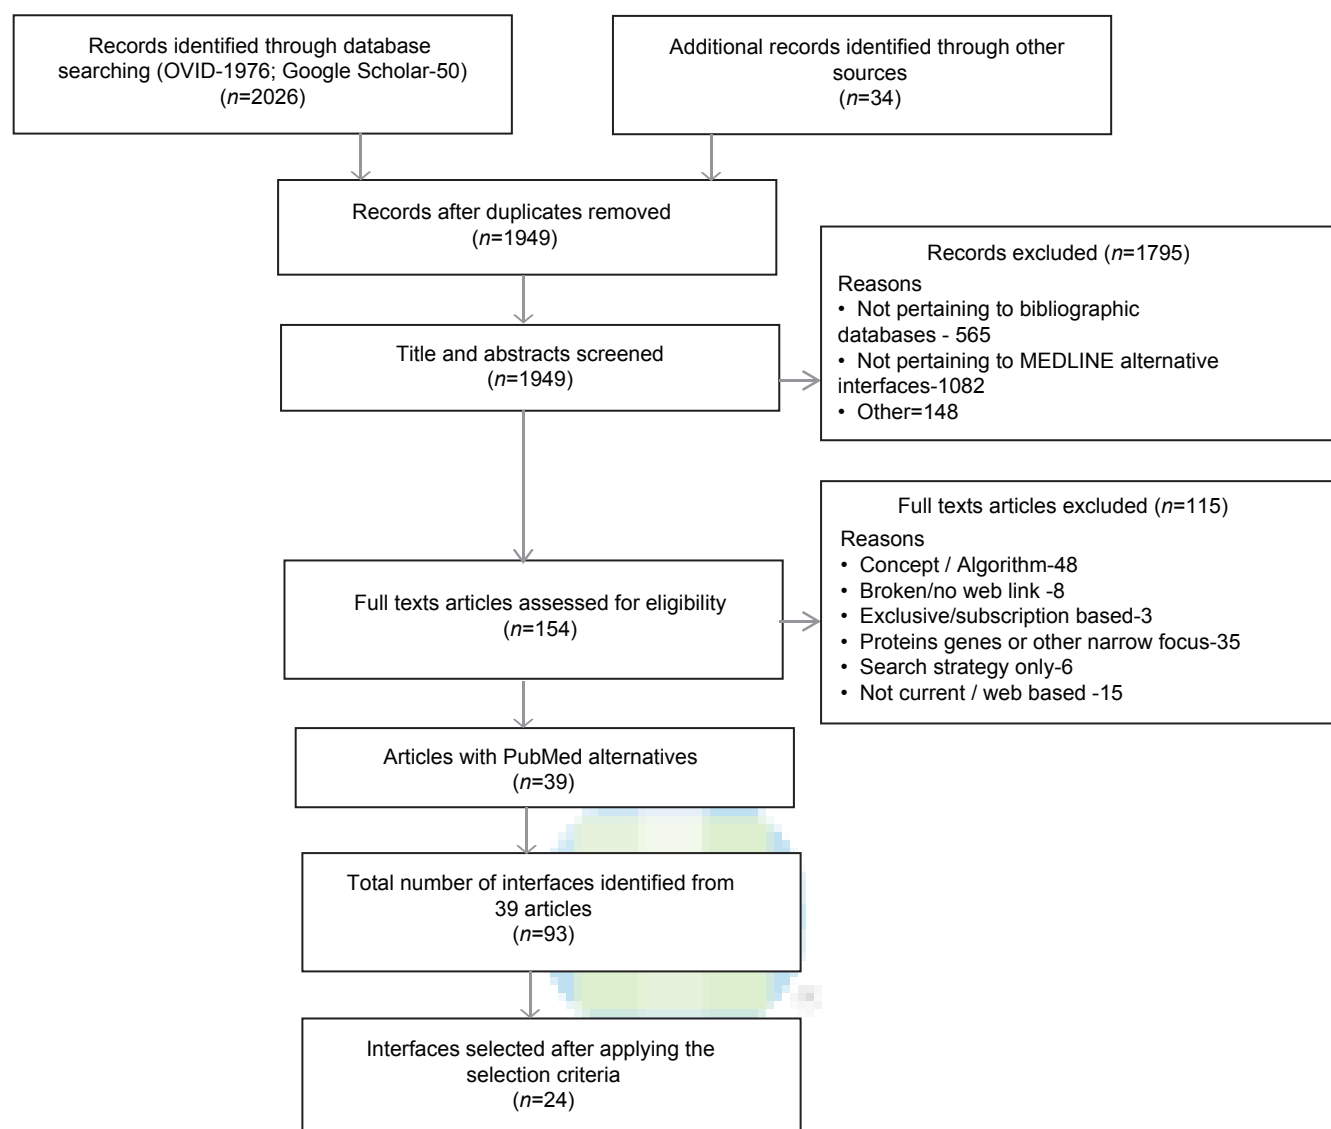 Records identified through database
searching (OVID-1976; Google Scholar-50)
(n=2026)
Additional records identified through other
sources
(n=34)
Records after duplicates removed
(n=1949)
Records excluded (n=1795)
Reasons
• Not pertaining to bibliographic
databases - 565
• Not pertaining to MEDLINE alternative
interfaces-1082
• Other=148
Title and abstracts screened
(n=1949)
Full texts articles excluded (n=115)
Reasons
• Concept / Algorithm-48
• Broken/no web link -8
• Exclusive/subscription based-3
• Proteins genes or other narrow focus-35
• Search strategy only-6
• Not current / web based -15
Full texts articles assessed for eligibility
(n=154)
Articles with PubMed alternatives
(n=39)
Total number of interfaces identified from
39 articles
(n=93)
Interfaces selected after applying the
selection criteria
(n=24)